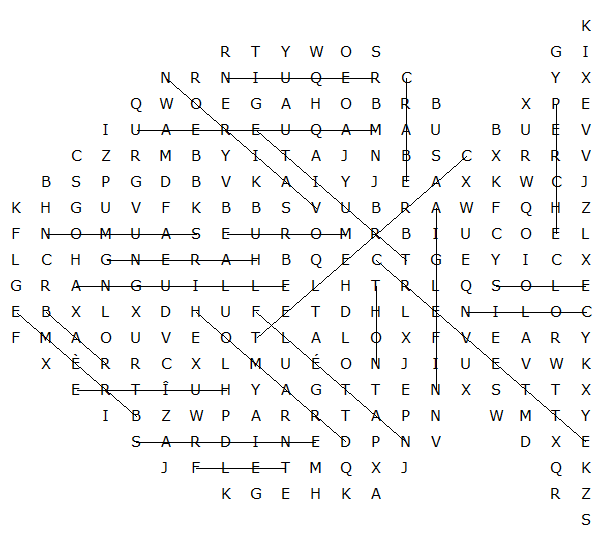 K
R T Y W O S G I
N R N I U Q E R C Y X
Q W O E G A H O B R B X P E
I U A E R E U Q A M A U B U E V
C Z R M B Y I T A J N B S C X R R V
B S P G D B V K A I Y J E A X K W C J
K H G U V F K B B S V U B R A W F Q H Z
F N O M U A S E U R O M R B I U C O E L
L C H G N E R A H B Q E C T G E Y I C X
G R A N G U I L L E L H T R L Q S O L E
E B X L X D H U F E T D H L E N I L O C
F M A O U V E O T L A L O X F V E A R Y
X È R R C X L M U É O N J I U E V W K
E R T Î U H Y A G T T E N X S T T X
I B Z W P A R R T A P N W M T Y
S A R D I N E D P N V D X E
J F L E T M Q X J Q K
K G E H K A R Z
S